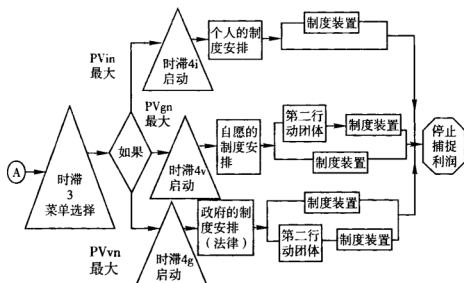 PVin
最大
时滞4i
启动
个人的制
度安排
制度装置
A
时滞
3
菜单选择
如果
PVgn
最大
时滞4v
启动
自愿的
制度安
排
第二行
动团体
制度装置
制度装置
停止
捕捉
利润
PVvn
最大
时滞4g
启动
政府的制
度安排
(法律)
制度装置
第二行
动团体
制度装置